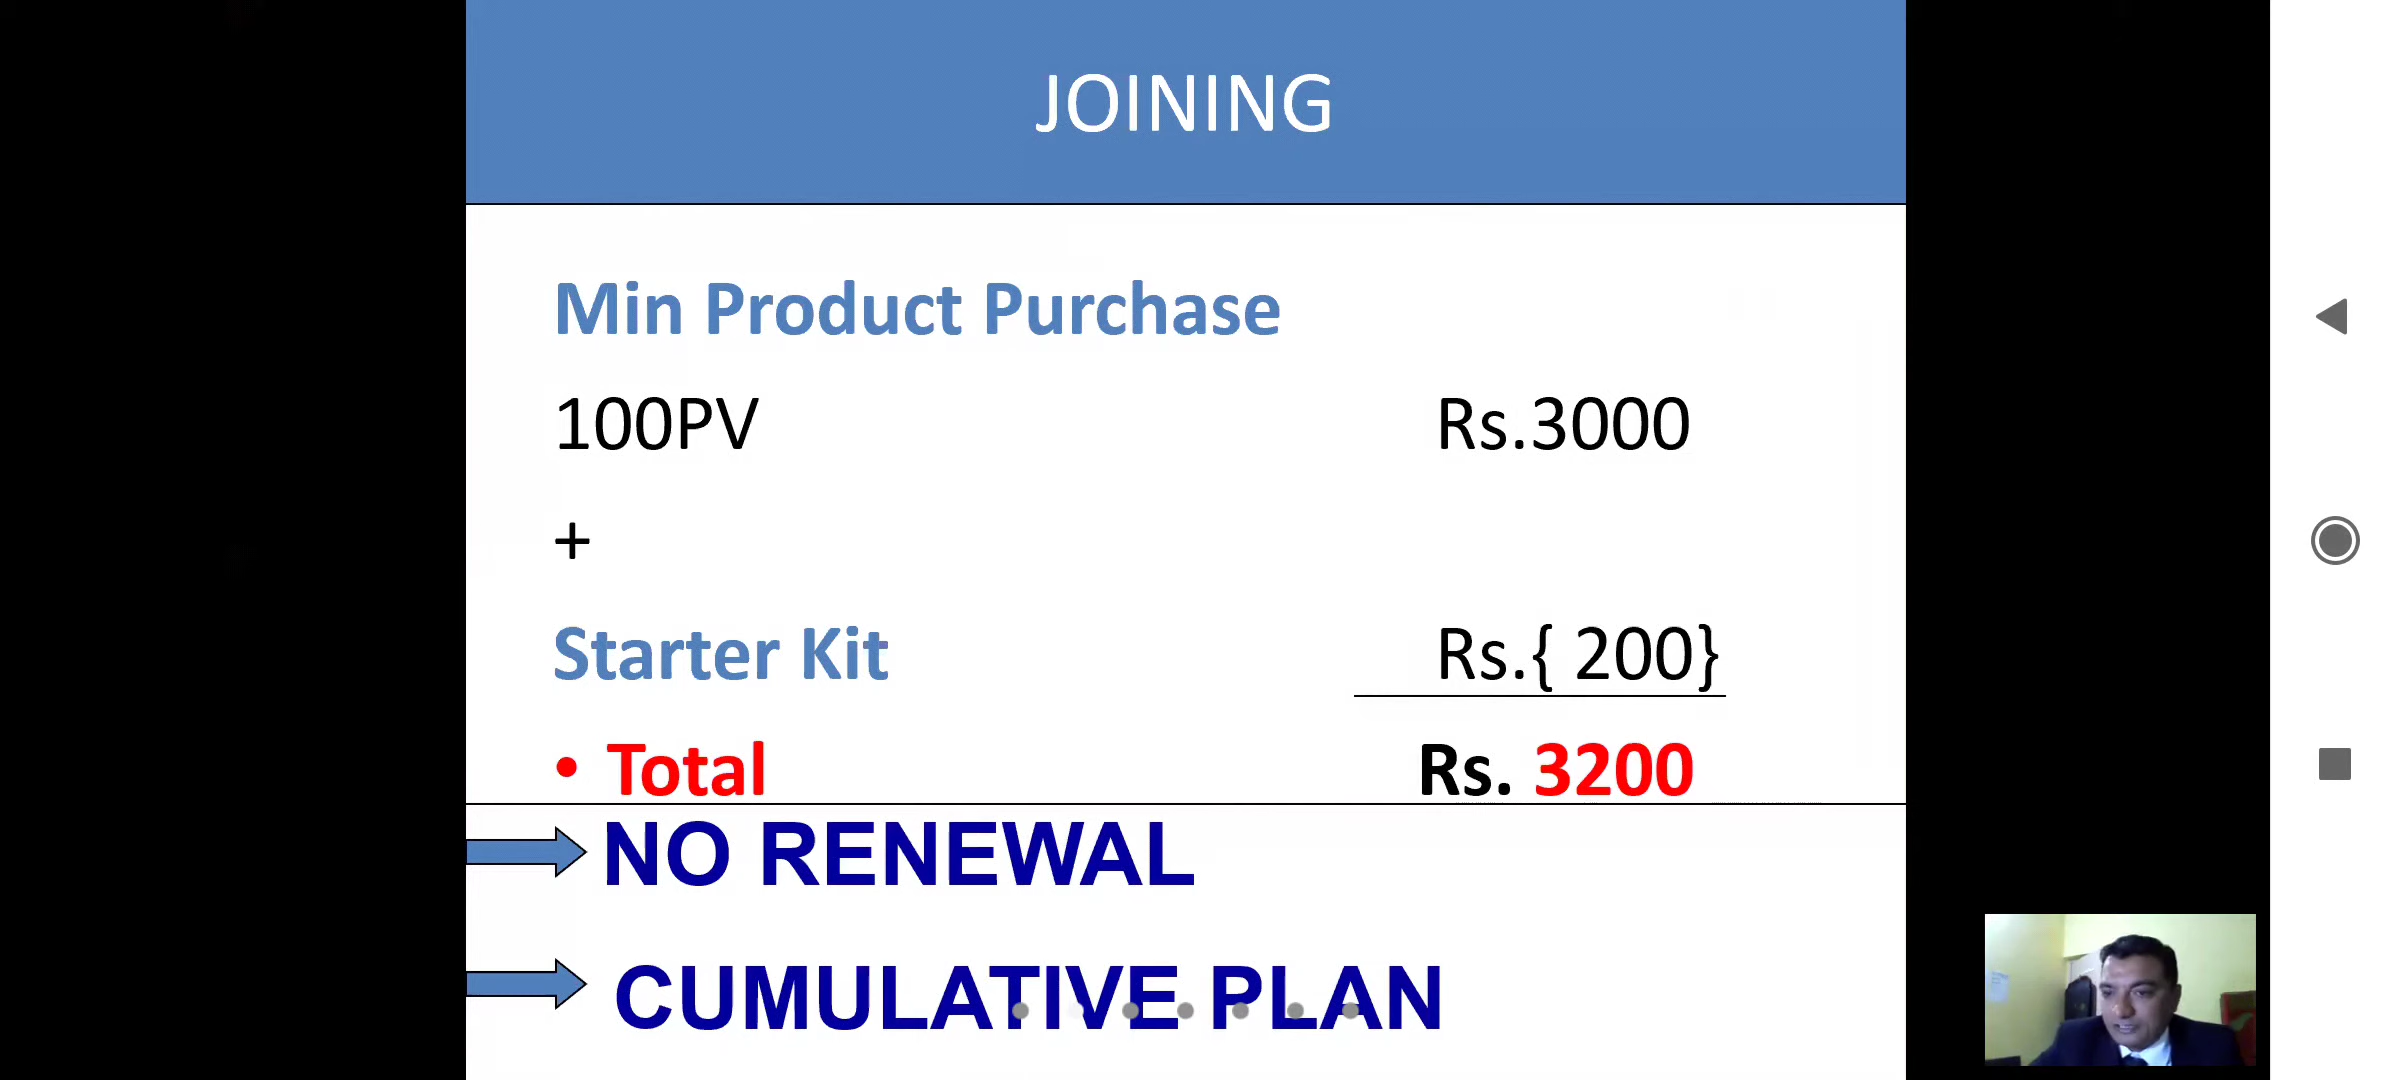 JOINING
Min Product Purchase
100PV Rs.3000
+
Starter Kit Rs.{ 200}
• Total Rs. 3200
NO RENEWAL
CUMULATIVE PLAN